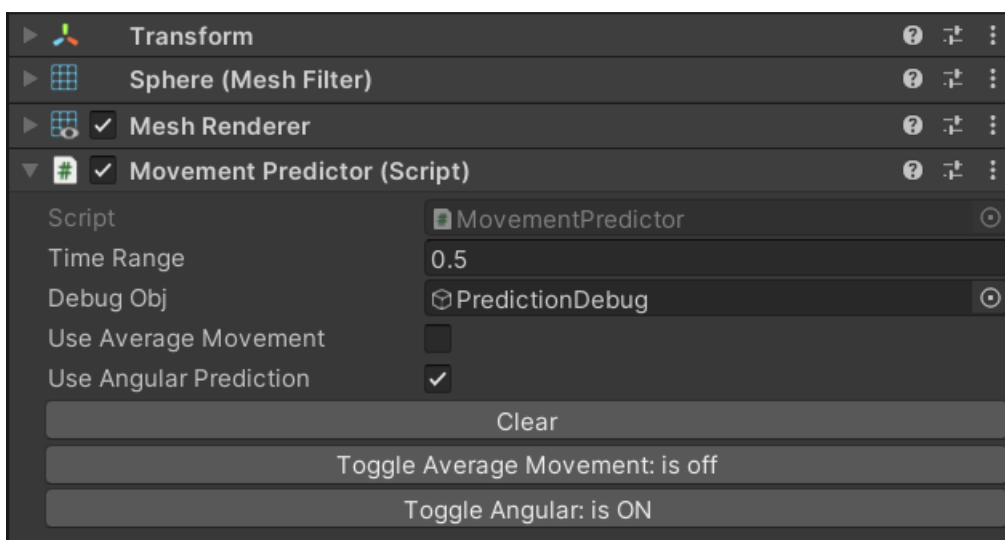 Transform
Sphere (Mesh Filter)
Mesh Renderer
# Movement Predictor (Script)
Script # MovementPredictor
Time Range 0.5
Debug Obj PredictionDebug
Use Average Movement
Use Angular Prediction
Clear
Toggle Average Movement: is off
Toggle Angular: is ON